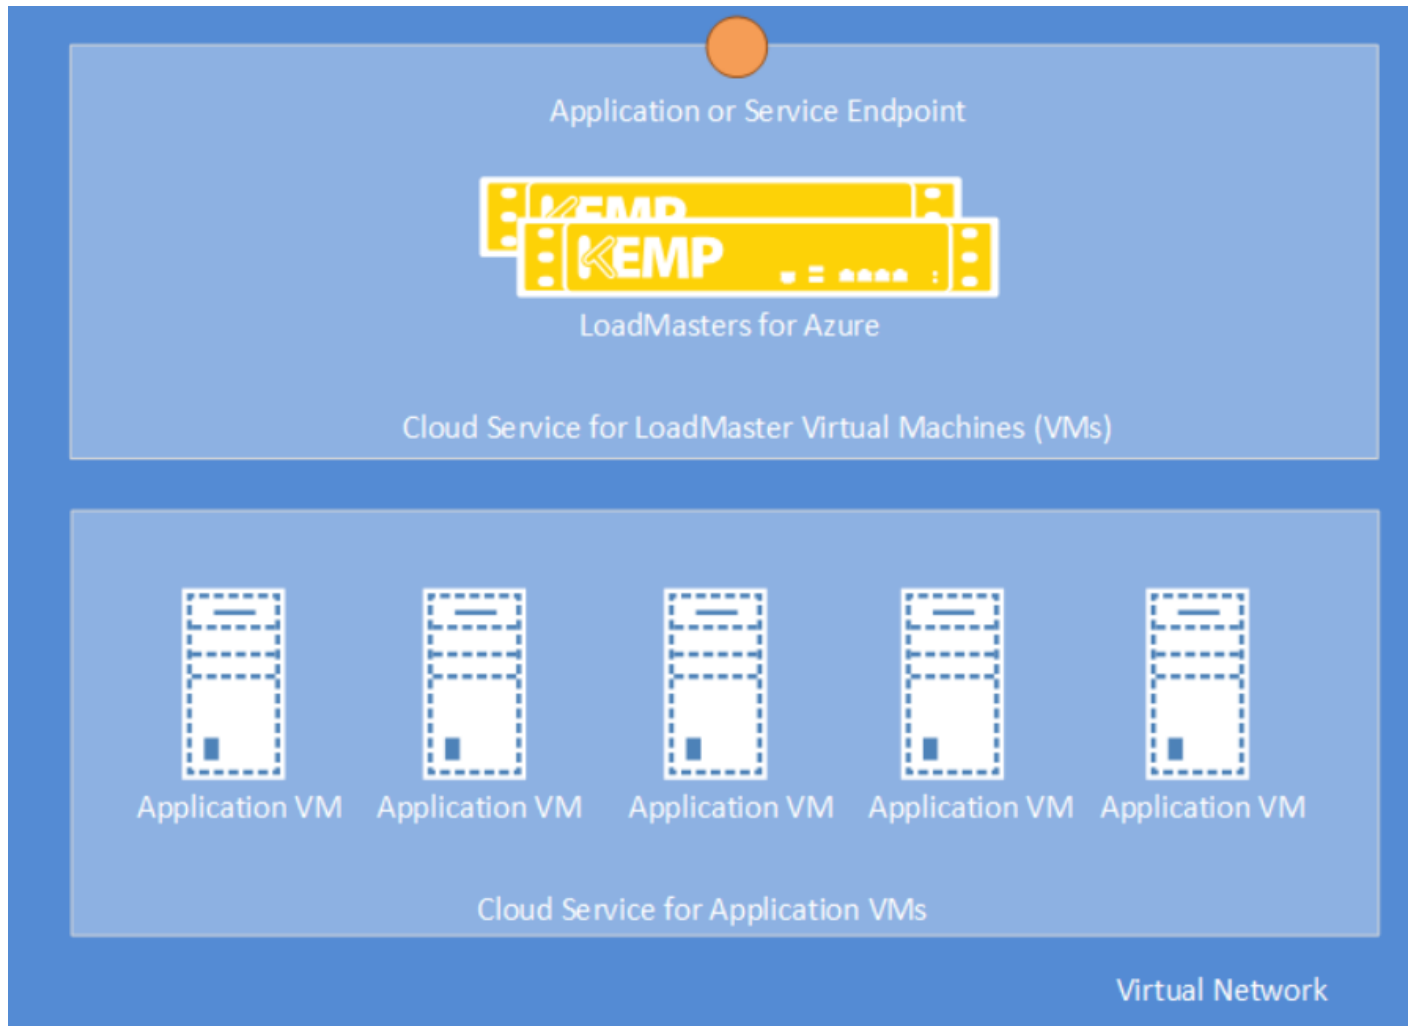 Application or Service Endpoint
KEMP
KEMP
LoadMasters for Azure
Cloud Service for LoadMaster Virtual Machines (VMs)
Application VM Application VM Application VM Application VM Application VM
Cloud Service for Application VMs
Virtual Network